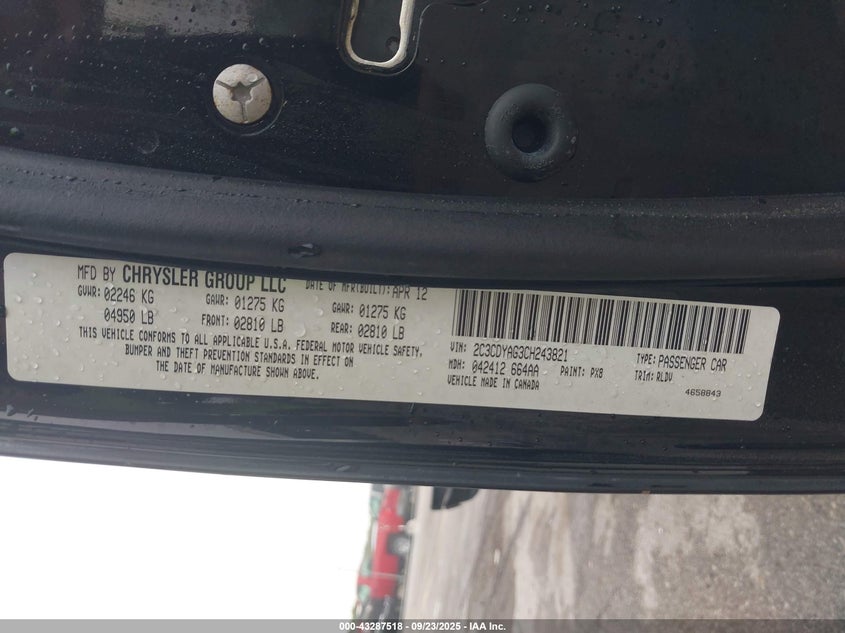 MFD BY CHRYSLER GROUP LLC DATE OF MFR(BUILT): APR 12
GVWR: 02246 KG GAWR: 01275 KG GAWR: 01275 KG
04950 LB FRONT: 02810 LB REAR: 02810 LB
THIS VEHICLE CONFORMS TO ALL APPLICABLE U.S.A. FEDERAL MOTOR VEHICLE SAFETY,
BUMPER AND THEFT PREVENTION STANDARDS IN EFFECT ON
THE DATE OF MANUFACTURE SHOWN ABOVE.
VIN: 2C3CDYAG3CH243821 TYPE: PASSENGER CAR
MDH: 042412 664AA PAINT: PX8 TRIM: RLDV
VEHICLE MADE IN CANADA
4658843
000-43287518 - 09/23/2025 - IAA Inc.